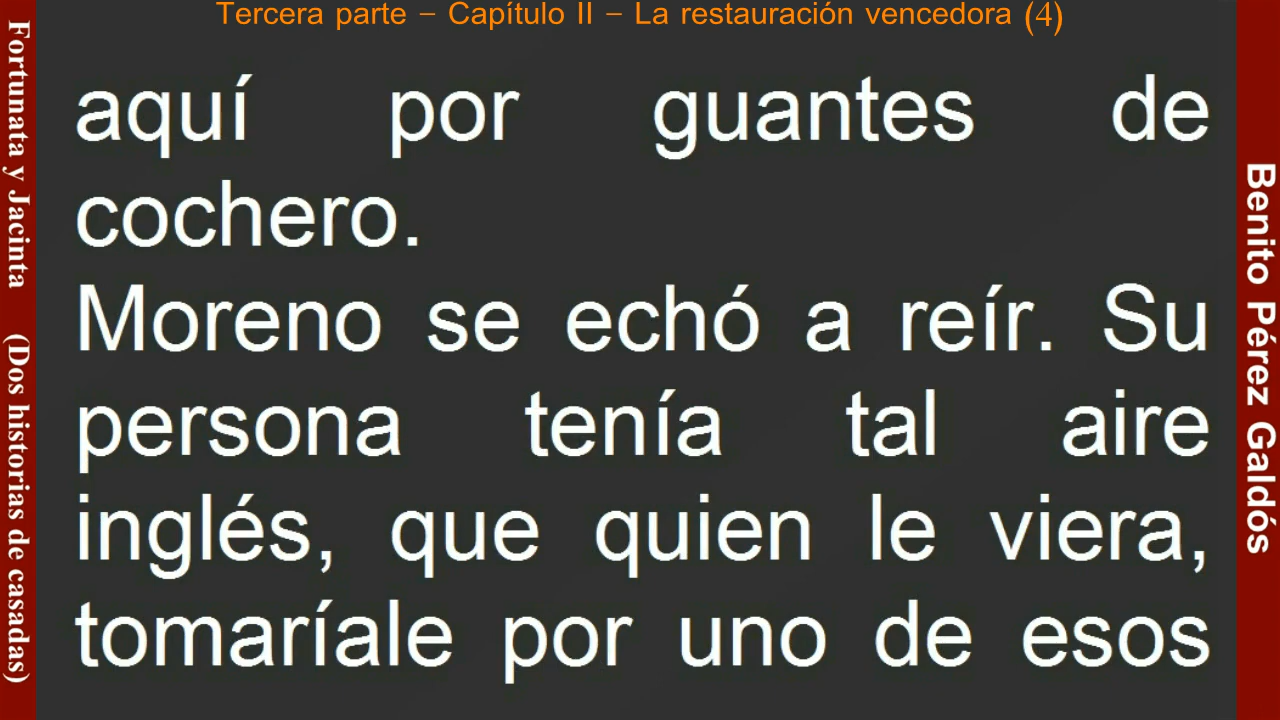 Tercera parte – Capítulo II – La restauración vencedora (4)
Fortunata y Jacinta (Dos historias de casadas)
aquí por guantes de
cochero.
Moreno se echó a reír. Su
persona tenía tal aire
inglés, que quien le viera,
tomaríale por uno de esos
Benito Pérez Galdós